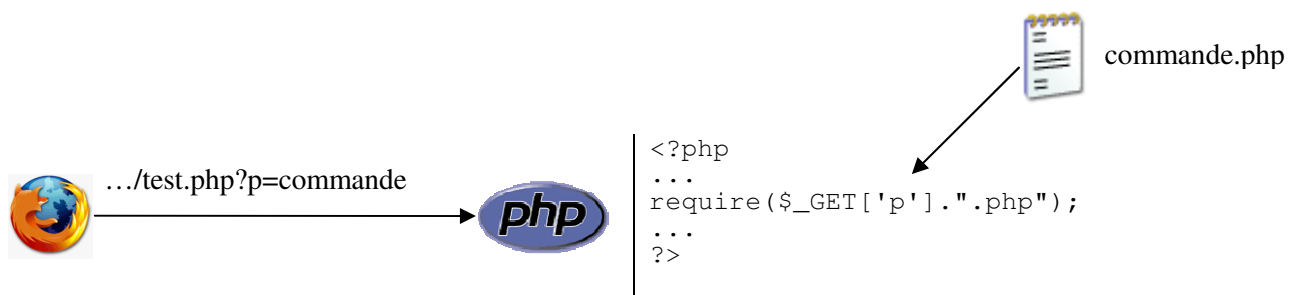 commande.php
…/test.php?p=commande
php
<?php
...
require($_GET['p'].".php");
...
?>